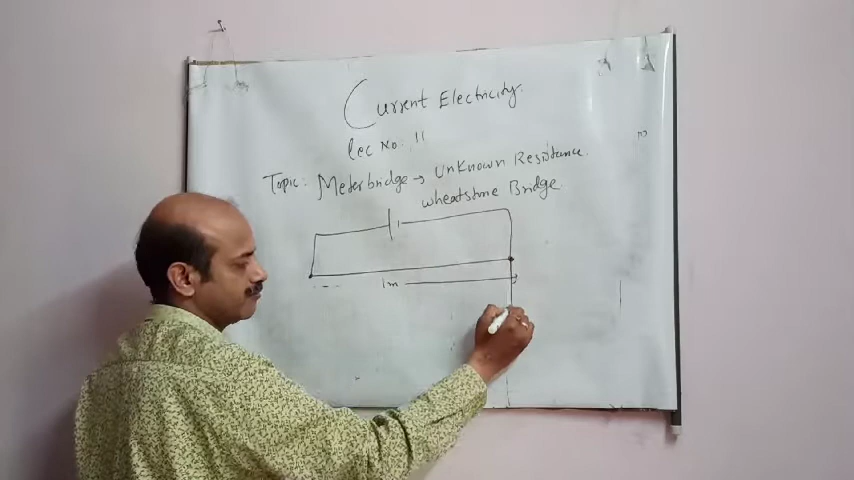 Current Electricity.
Lec No. 11
Topic: Meterbridge → Unknown Resistance.
Wheatstone Bridge
1m